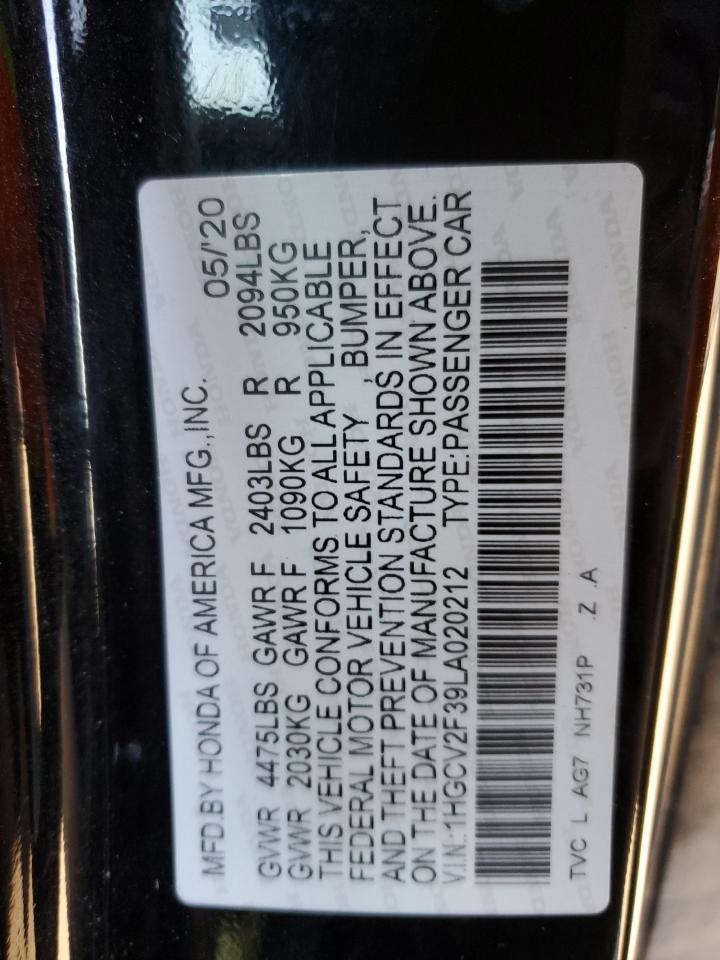 MFD.BY HONDA OF AMERICA MFG.,INC. 05/'20
GVWR 4475LBS GAWR F 2403LBS R 2094LBS
GVWR 2030KG GAWR F 1090KG R 950KG
THIS VEHICLE CONFORMS TO ALL APPLICABLE
FEDERAL MOTOR VEHICLE SAFETY , BUMPER,
AND THEFT PREVENTION STANDARDS IN EFFECT
ON THE DATE OF MANUFACTURE SHOWN ABOVE.
V.I.N.:1HGCV2F39LA020212 TYPE:PASSENGER CAR
TVC L AG7 NH731P .Z .A